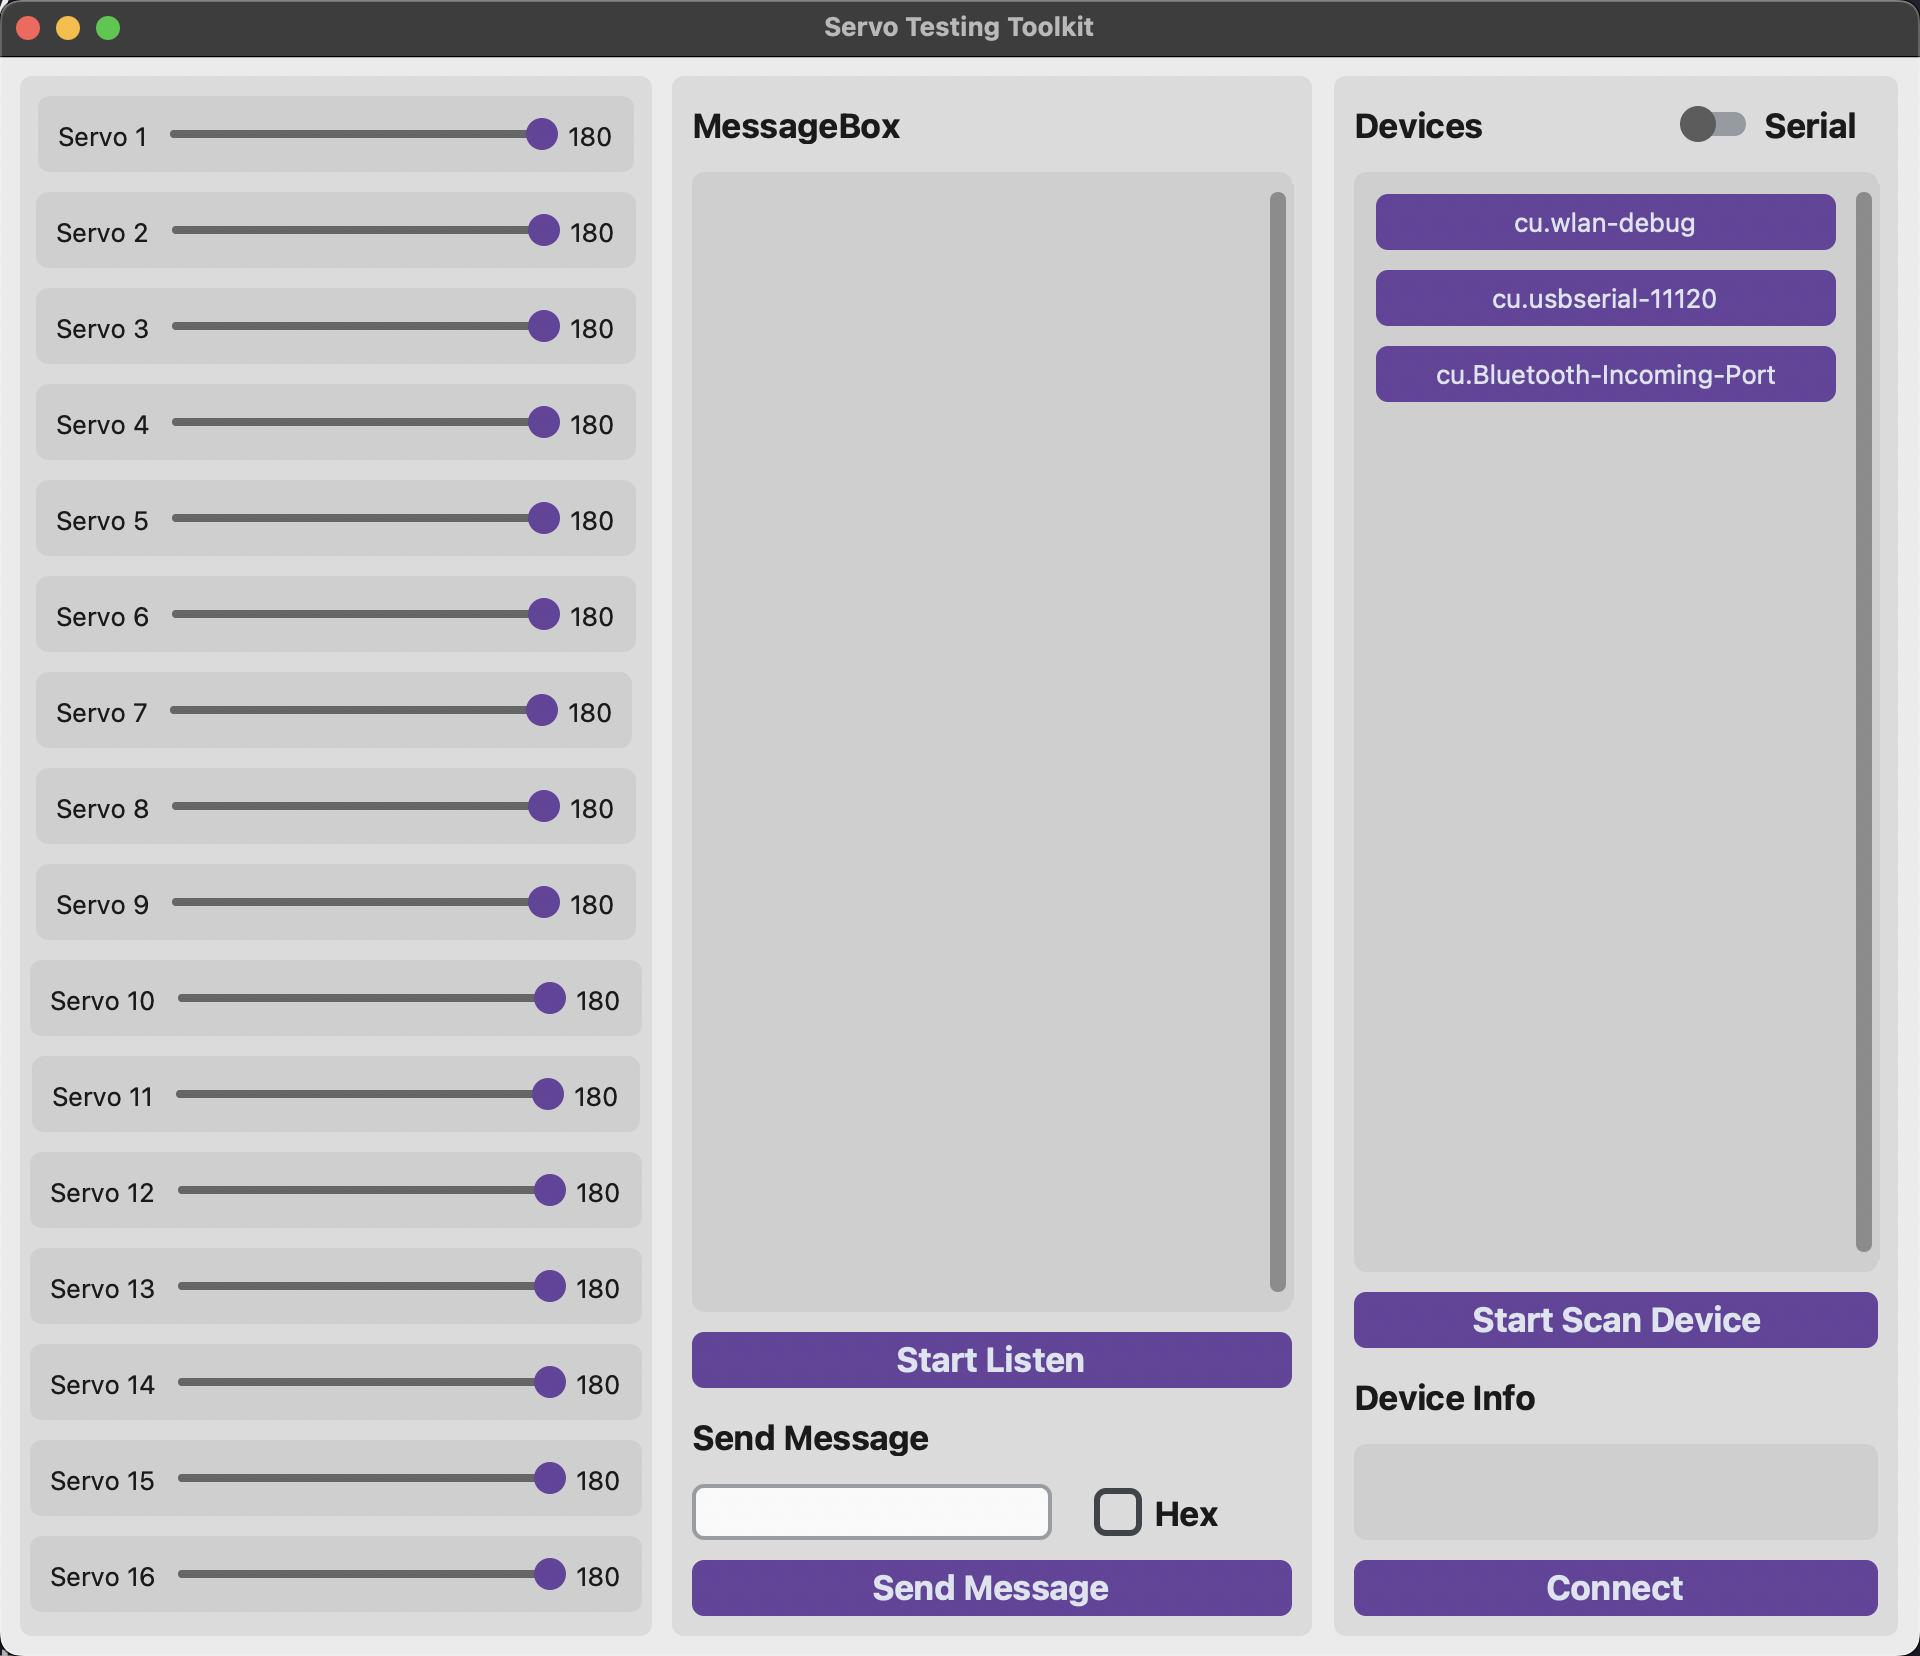 Servo Testing Toolkit
Servo 1 180
Servo 2 180
Servo 3 180
Servo 4 180
Servo 5 180
Servo 6 180
Servo 7 180
Servo 8 180
Servo 9 180
Servo 10 180
Servo 11 180
Servo 12 180
Servo 13 180
Servo 14 180
Servo 15 180
Servo 16 180
MessageBox
Start Listen
Send Message
Hex
Send Message
Devices Serial
cu.wlan-debug
cu.usbserial-11120
cu.Bluetooth-Incoming-Port
Start Scan Device
Device Info
Connect